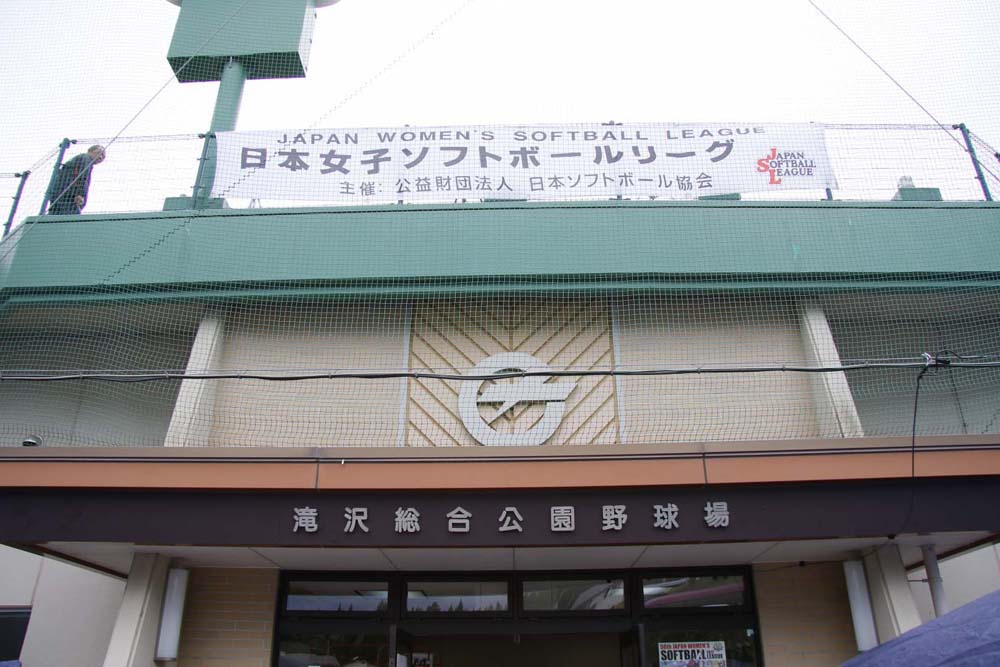 JAPAN WOMEN'S SOFTBALL LEAGUE
日本女子ソフトボールリーグ
主催: 公益財団法人 日本ソフトボール協会
JAPAN
SOFTBALL
LEAGUE
滝沢総合公園野球場
50th JAPAN WOMEN'S
SOFTBALL